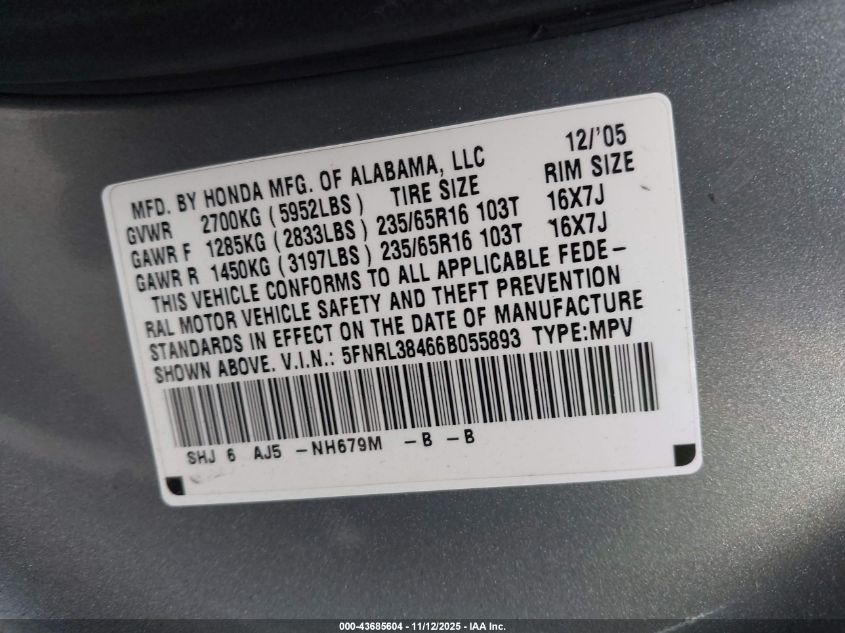 12/'05
MFD. BY HONDA MFG. OF ALABAMA, LLC
GVWR 2700KG (5952LBS) TIRE SIZE RIM SIZE
GAWR F 1285KG (2833LBS) 235/65R16 103T 16X7J
GAWR R 1450KG (3197LBS) 235/65R16 103T 16X7J
THIS VEHICLE CONFORMS TO ALL APPLICABLE FEDE-
RAL MOTOR VEHICLE SAFETY AND THEFT PREVENTION
STANDARDS IN EFFECT ON THE DATE OF MANUFACTURE
SHOWN ABOVE. V.I.N.: 5FNRL38466B055893 TYPE:MPV
SHJ 6 AJ5 -NH679M -B -B
000-43685604 - 11/12/2025 - IAA Inc.